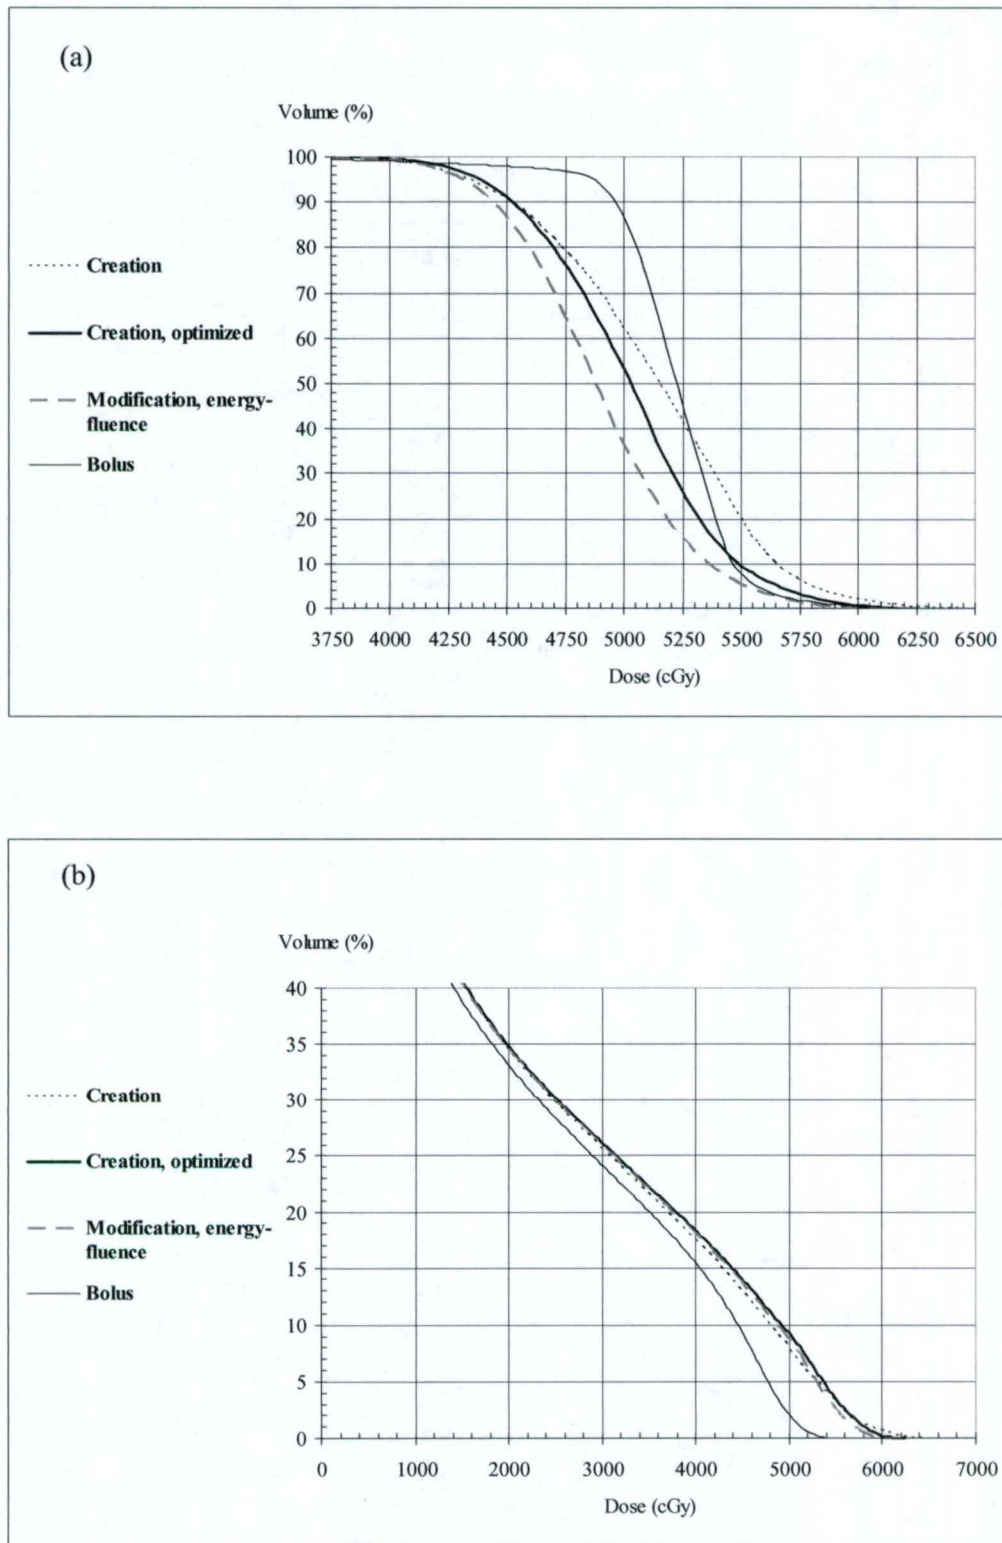 (a)
Volume (%)
100
90
80
70
60
50
40
30
20
10
0
3750 4000 4250 4500 4750 5000 5250 5500 5750 6000 6250 6500
Dose (cGy)
Creation
Creation, optimized
Modification, energy-
fluence
Bolus
(b)
Volume (%)
40
35
30
25
20
15
10
5
0
0 1000 2000 3000 4000 5000 6000 7000
Dose (cGy)
Creation
Creation, optimized
Modification, energy-
fluence
Bolus